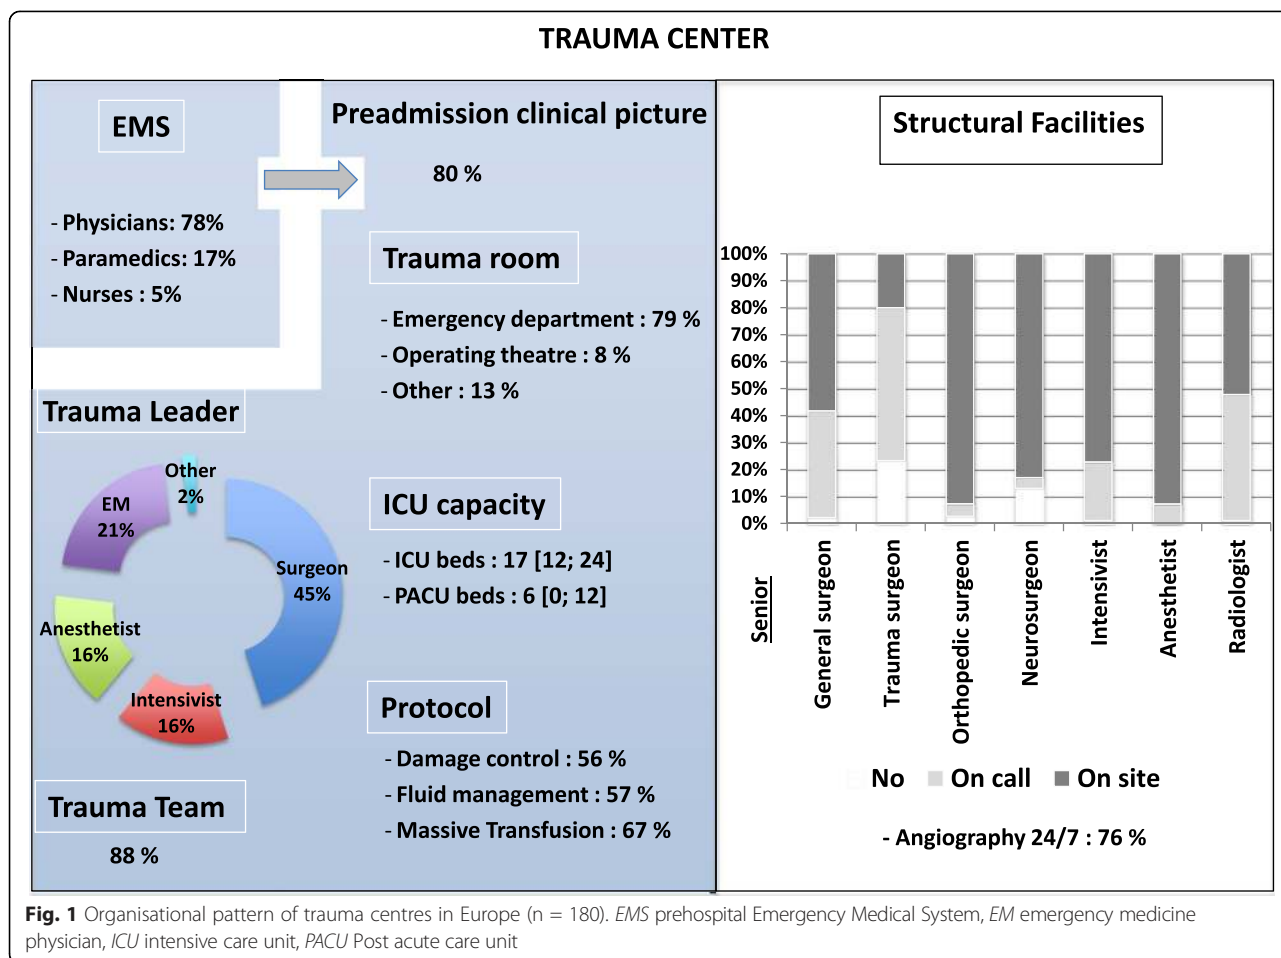 TRAUMA CENTER
EMS
- Physicians: 78%
- Paramedics: 17%
- Nurses : 5%
Preadmission clinical picture
80 %
Trauma room
- Emergency department : 79 %
- Operating theatre : 8 %
- Other : 13 %
Trauma Leader
Other
2%
EM
21%
Surgeon
45%
Anesthetist
16%
Intensivist
16%
ICU capacity
- ICU beds : 17 [12; 24]
- PACU beds : 6 [0; 12]
Protocol
- Damage control : 56 %
- Fluid management : 57 %
- Massive Transfusion : 67 %
Trauma Team
88 %
Structural Facilities
100%
90%
80%
70%
60%
50%
40%
30%
20%
10%
0%
Senior
General surgeon
Trauma surgeon
Orthopedic surgeon
Neurosurgeon
Intensivist
Anesthetist
Radiologist
No On call On site
- Angiography 24/7 : 76 %
Fig. 1 Organisational pattern of trauma centres in Europe (n = 180). EMS prehospital Emergency Medical System, EM emergency medicine
physician, ICU intensive care unit, PACU Post acute care unit